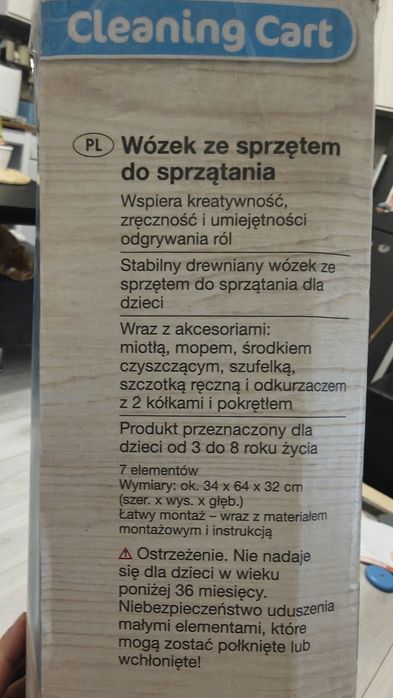 Cleaning Cart
PL Wózek ze sprzętem
do sprzątania
Wspiera kreatywność,
zręczność i umiejętności
odgrywania ról
Stabilny drewniany wózek ze
sprzętem do sprzątania dla
dzieci
Wraz z akcesoriami:
miotłą, mopem, środkiem
czyszczącym, szufelką,
szczotką ręczną i odkurzaczem
z 2 kółkami i pokrętłem
Produkt przeznaczony dla
dzieci od 3 do 8 roku życia
7 elementów
Wymiary: ok. 34 x 64 x 32 cm
(szer. x wys. x głęb.)
Łatwy montaż – wraz z materiałem
montażowym i instrukcją
⚠ Ostrzeżenie. Nie nadaje
się dla dzieci w wieku
poniżej 36 miesięcy.
Niebezpieczeństwo uduszenia
małymi elementami, które
mogą zostać połknięte lub
wchłonięte!